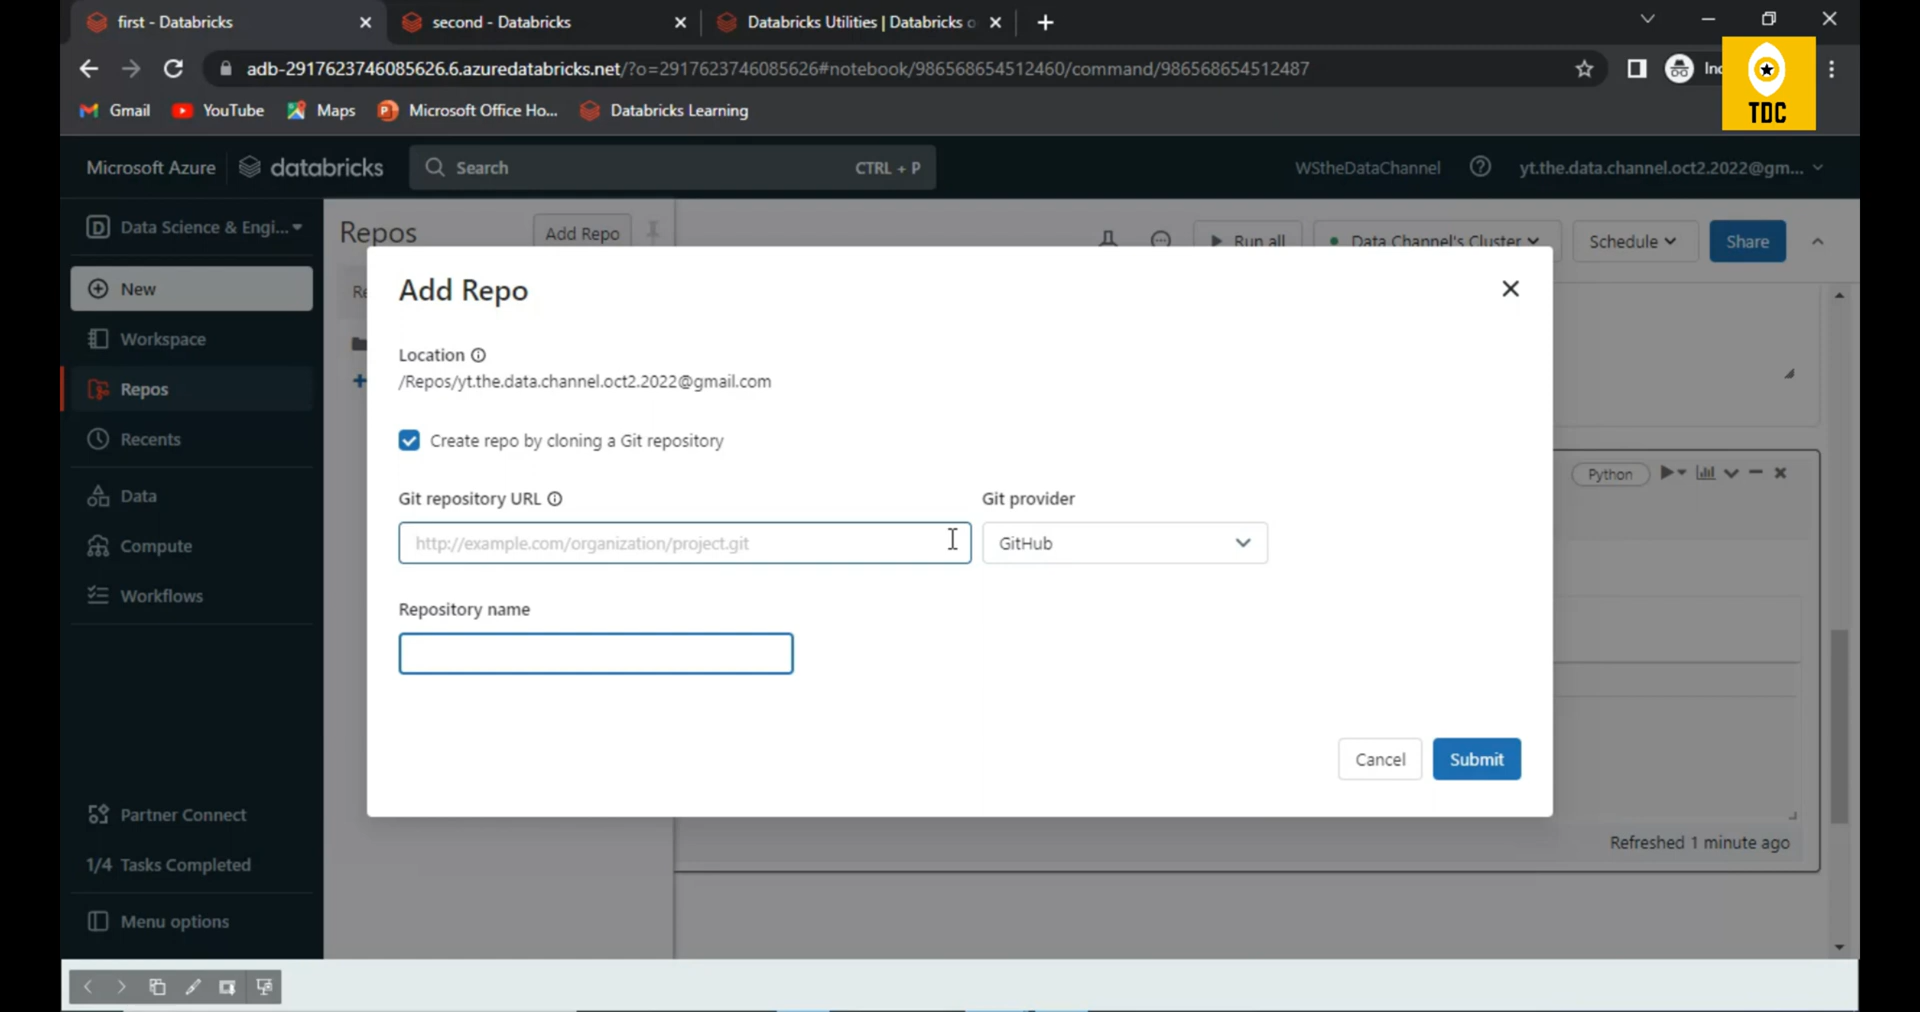 first - Databricks
second - Databricks
Databricks Utilities | Databricks o
adb-2917623746085626.6.azuredatabricks.net/?o=2917623746085626#notebook/986568654512460/command/986568654512487
Inc
TDC
Gmail
YouTube
Maps
Microsoft Office Ho...
Databricks Learning
Microsoft Azure
databricks
Search
CTRL + P
WStheDataChannel
yt.the.data.channel.oct2.2022@gm...
Data Science & Engi...
Repos
Add Repo
Run all
Data Channel's Cluster
Schedule
Share
New
Workspace
Repos
Recents
Data
Compute
Workflows
Partner Connect
1/4 Tasks Completed
Menu options
Re
Add Repo
Location
/Repos/yt.the.data.channel.oct2.2022@gmail.com
Create repo by cloning a Git repository
Git repository URL
Git provider
http://example.com/organization/project.git
GitHub
Repository name
Cancel
Submit
Python
Refreshed 1 minute ago